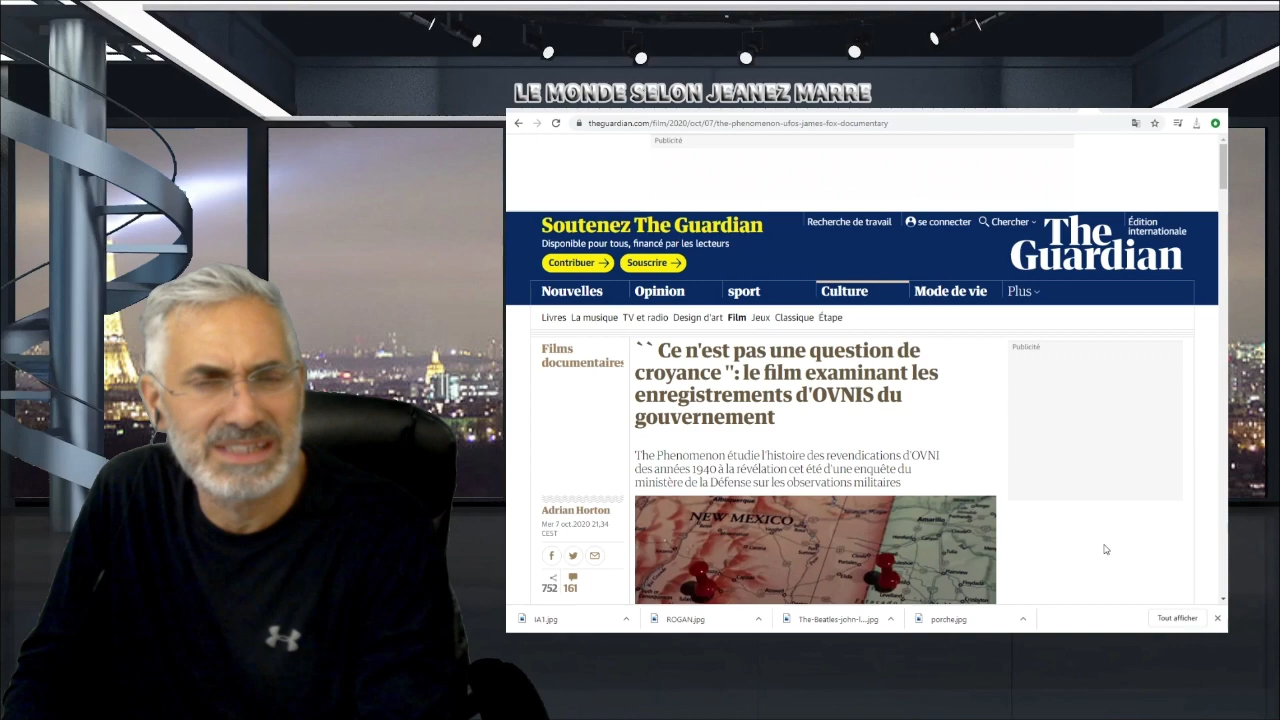 LE MONDE SELON JEANEZ MARRE
theguardian.com/film/2020/oct/07/the-phenomenon-ufos-james-fox-documentary
Publicité
Soutenez The Guardian
Disponible pour tous, financé par les lecteurs
Contribuer →
Souscrire →
Recherche de travail
se connecter
Chercher
Édition
internationale
The
Guardian
Nouvelles
Opinion
sport
Culture
Mode de vie
Plus
Livres La musique TV et radio Design d'art Film Jeux Classique Étape
Films
documentaires
`` Ce n'est pas une question de
croyance '': le film examinant les
enregistrements d'OVNIS du
gouvernement
Publicité
The Phenomenon étudie l'histoire des revendications d'OVNI
des années 1940 à la révélation cet été d'une enquête du
ministère de la Défense sur les observations militaires
Adrian Horton
Mer 7 oct.2020 21,34
CEST
752
161
NEW MEXICO
Amarillo
IA1.jpg
ROGAN.jpg
The-Beatles-john-l....jpg
porche.jpg
Tout afficher